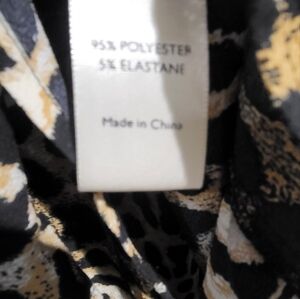 95% POLYESTER
5% ELASTANE
Made in China